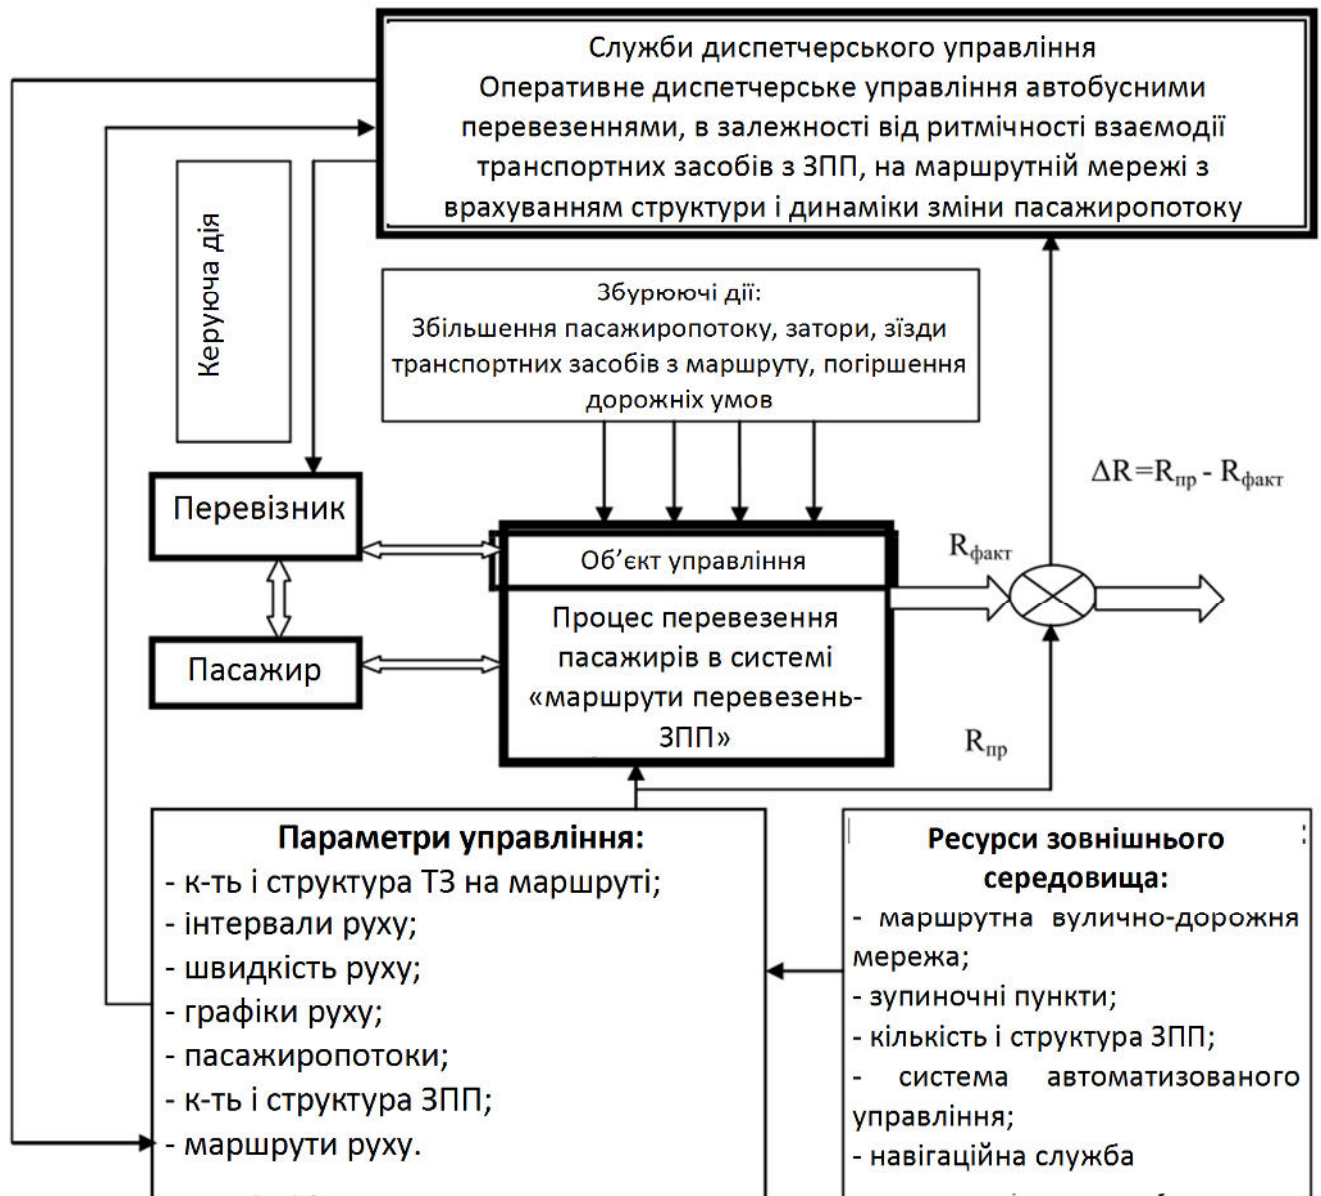 Служби диспетчерського управління
Оперативне диспетчерське управління автобусними
перевезеннями, в залежності від ритмічності взаємодії
транспортних засобів з ЗПП, на маршрутній мережі з
врахуванням структури і динаміки зміни пасажиропотоку
Керуюча дія
Збурюючі дії:
Збільшення пасажиропотоку, затори, зїзди
транспортних засобів з маршруту, погіршення
дорожніх умов
ΔR=Rпр - Rфакт
Перевізник
Rфакт
Об’єкт управління
Процес перевезення
пасажирів в системі
«маршрути перевезень-
ЗПП»
Пасажир
Rпр
Параметри управління:
- к-ть і структура ТЗ на маршруті;
- інтервали руху;
- швидкість руху;
- графіки руху;
- пасажиропотоки;
- к-ть і структура ЗПП;
- маршрути руху.
Ресурси зовнішнього
середовища:
- маршрутна вулично-дорожня
мережа;
- зупиночні пункти;
- кількість і структура ЗПП;
- система автоматизованого
управління;
- навігаційна служба